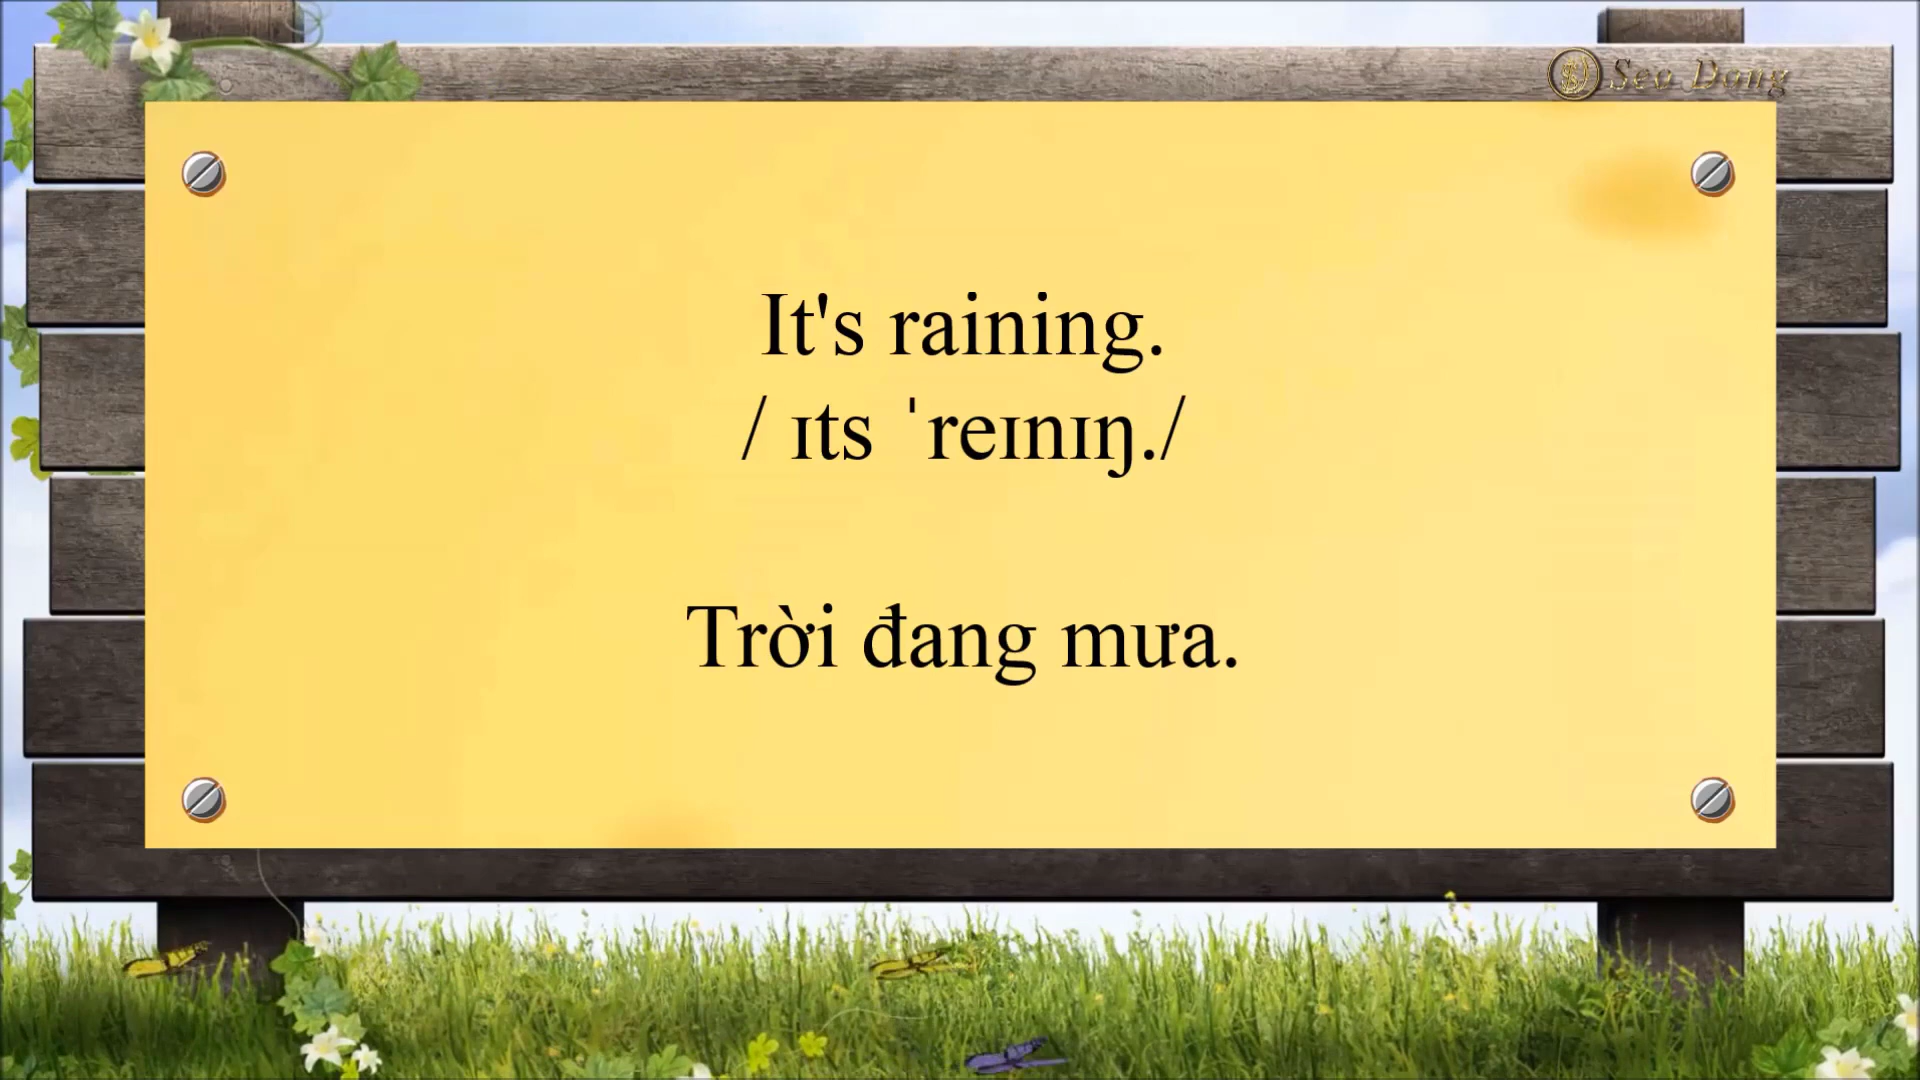 Seo Dong
It's raining.
/ ɪts ˈreɪnɪŋ./
Trời đang mưa.